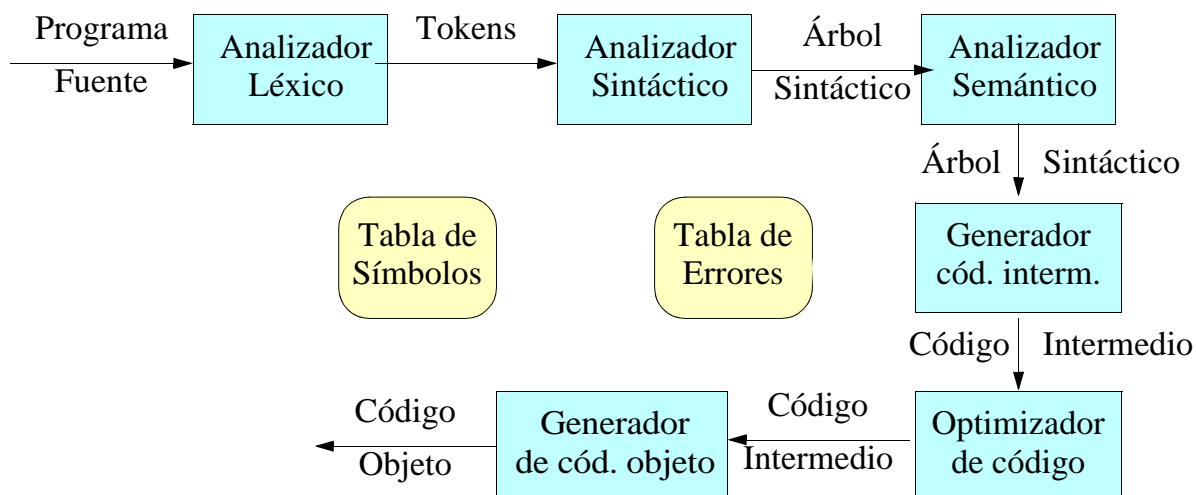 Programa
Fuente
Analizador
Léxico
Tokens
Analizador
Sintáctico
Árbol
Sintáctico
Analizador
Semántico
Árbol Sintáctico
Tabla de
Símbolos
Tabla de
Errores
Generador
cód. interm.
Código Intermedio
Optimizador
de código
Código
Intermedio
Generador
de cód. objeto
Código
Objeto